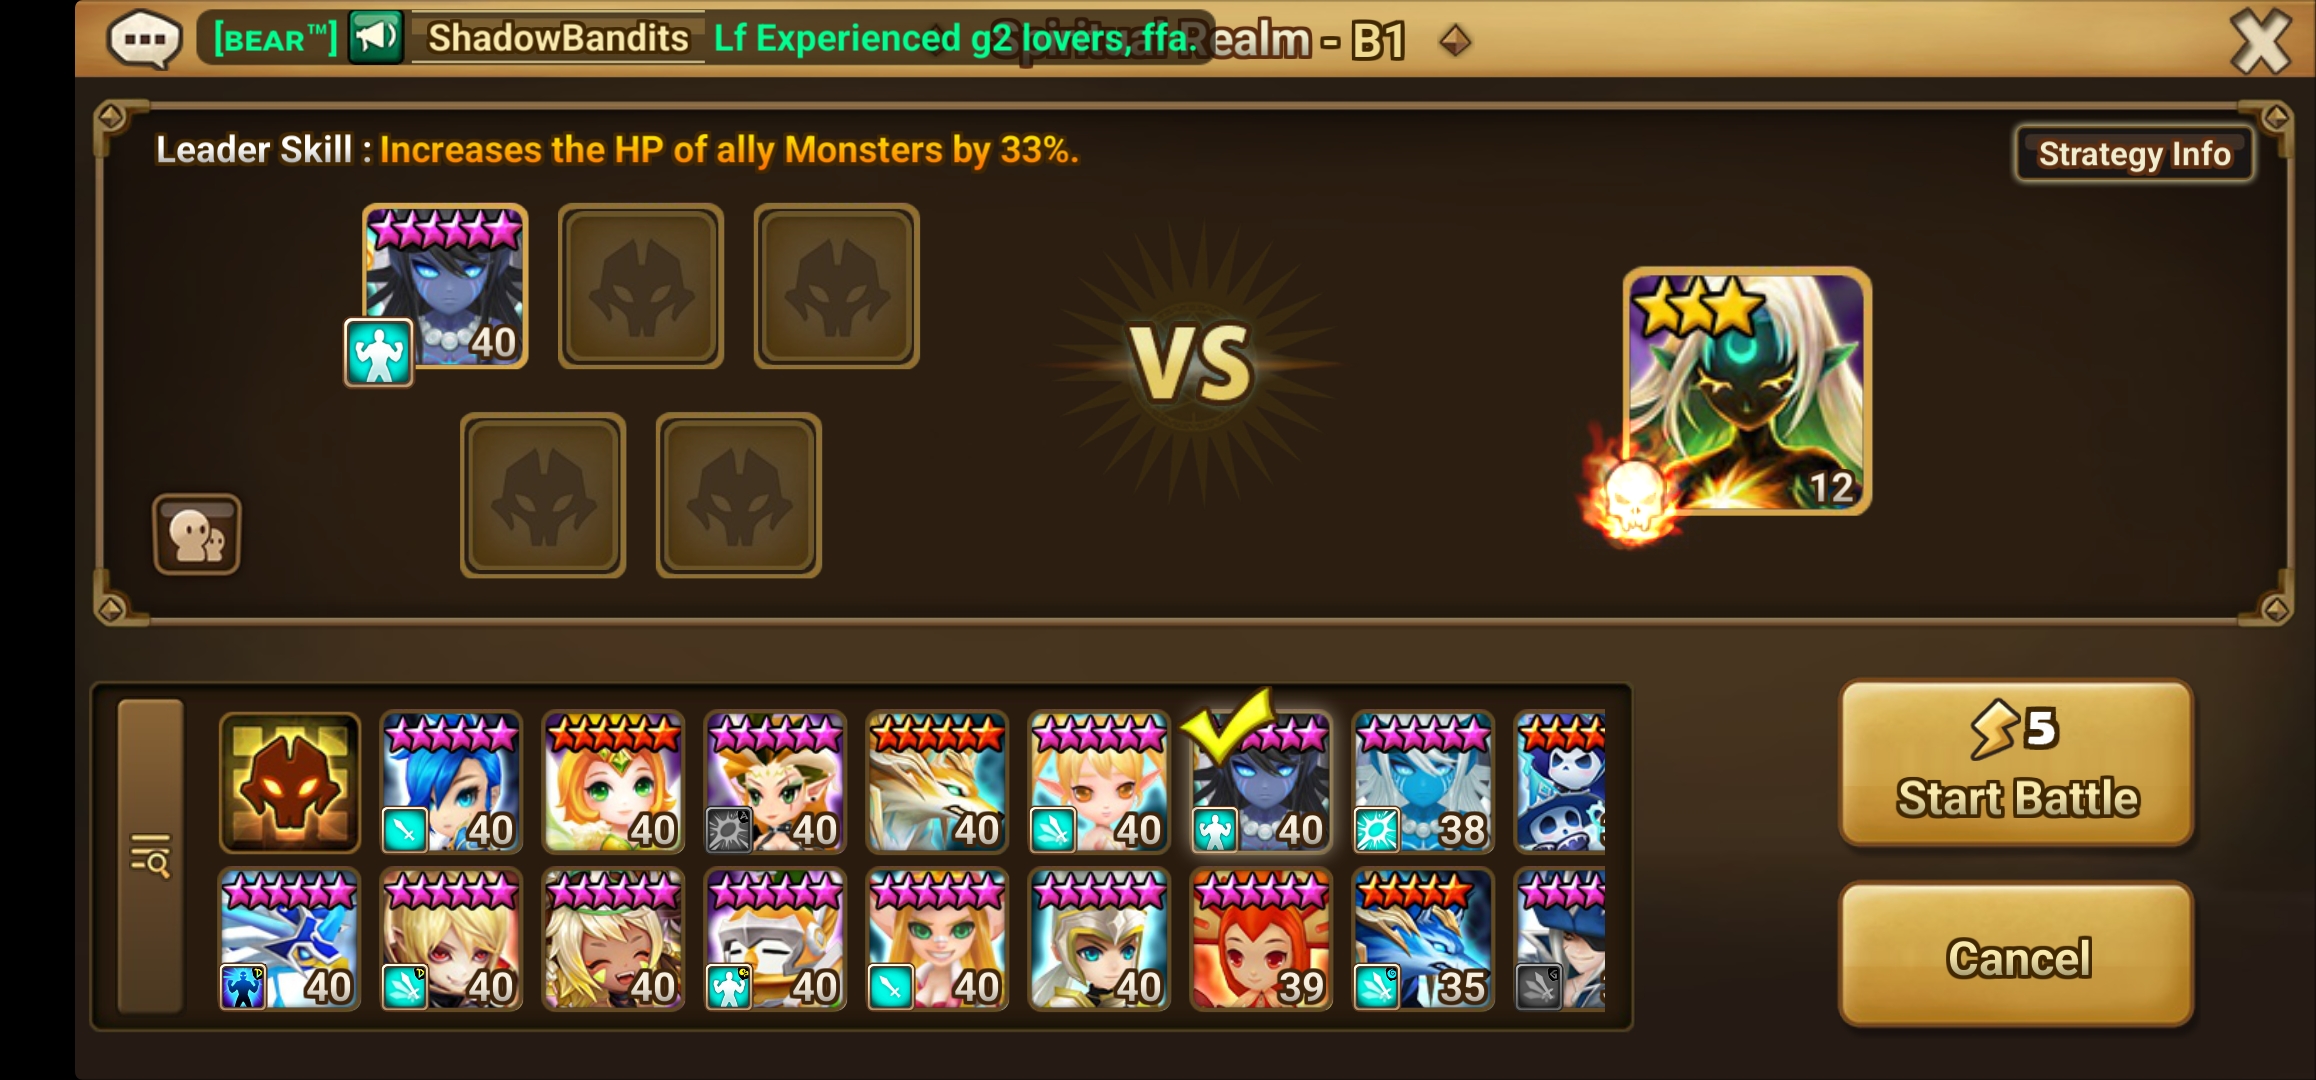 [BEAR™] ShadowBandits Lf Experienced g2 lovers, ffa.
Spiritual Realm - B1
Leader Skill : Increases the HP of ally Monsters by 33%.
Strategy Info
40
VS
12
40 40 40 40 40 40 38
40 40 40 40 40 40 39 35
5
Start Battle
Cancel